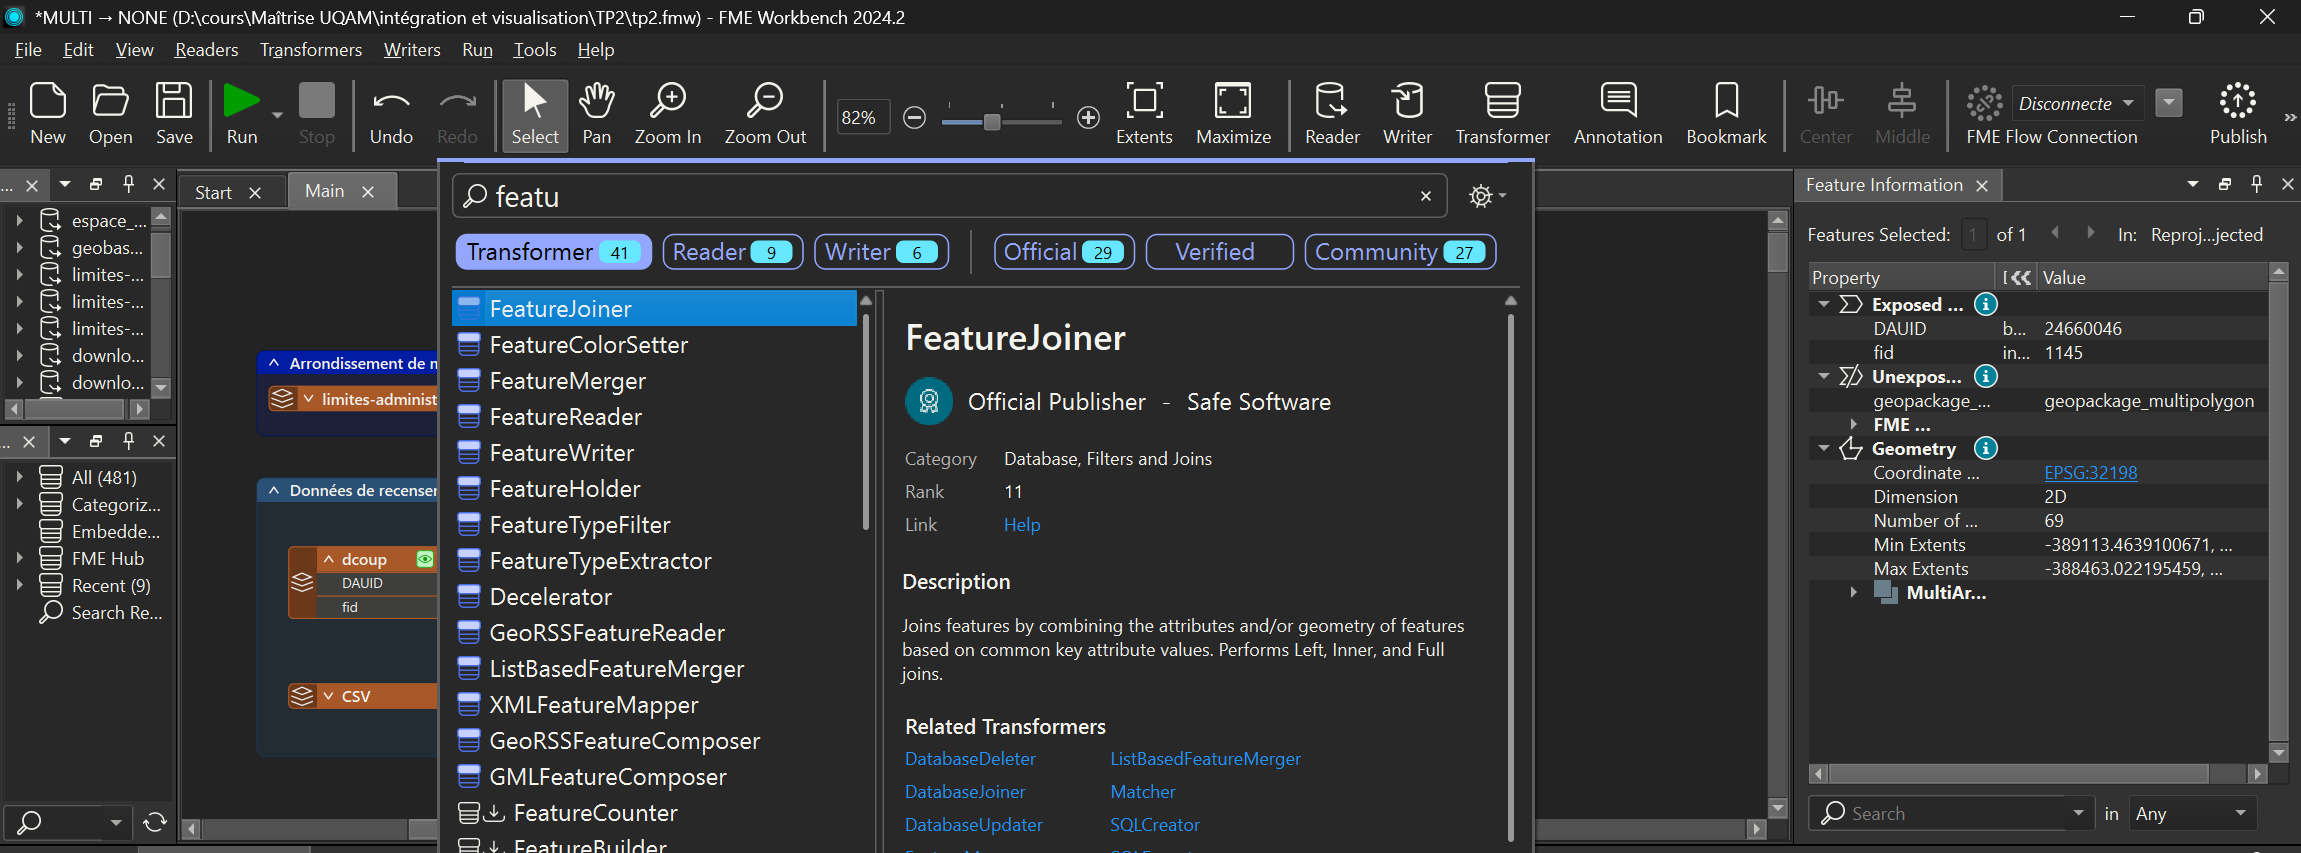 *MULTI → NONE (D:\cours\Maîtrise UQAM\intégration et visualisation\TP2\tp2.fmw) - FME Workbench 2024.2
File Edit View Readers Transformers Writers Run Tools Help
New Open Save Run Stop Undo Redo Select Pan Zoom In Zoom Out 82% Extents Maximize Reader Writer Transformer Annotation Bookmark Center Middle Disconnecte FME Flow Connection Publish
...
espace_...
geobas...
limites-...
limites-...
limites-...
downlo...
downlo...
...
All (481)
Categoriz...
Embedde...
FME Hub
Recent (9)
Search Re...
Start Main
Arrondissement de m
limites-administ
Données de recenser
dcoup
DAUID
fid
CSV
featu
Transformer 41 Reader 9 Writer 6 Official 29 Verified Community 27
FeatureJoiner
FeatureColorSetter
FeatureMerger
FeatureReader
FeatureWriter
FeatureHolder
FeatureTypeFilter
FeatureTypeExtractor
Decelerator
GeoRSSFeatureReader
ListBasedFeatureMerger
XMLFeatureMapper
GeoRSSFeatureComposer
GMLFeatureComposer
FeatureCounter
FeatureBuilder
FeatureJoiner
Official Publisher - Safe Software
Category Database, Filters and Joins
Rank 11
Link Help
Description
Joins features by combining the attributes and/or geometry of features
based on common key attribute values. Performs Left, Inner, and Full
joins.
Related Transformers
DatabaseDeleter ListBasedFeatureMerger
DatabaseJoiner Matcher
DatabaseUpdater SQLCreator
Feature Information
Features Selected: 1 of 1 In: Reproj...jected
Property Value
Exposed ...
DAUID b... 24660046
fid in... 1145
Unexpos...
geopackage_... geopackage_multipolygon
FME ...
Geometry
Coordinate ... EPSG:32198
Dimension 2D
Number of ... 69
Min Extents -389113.4639100671, ...
Max Extents -388463.022195459, ...
MultiAr...
Search in Any